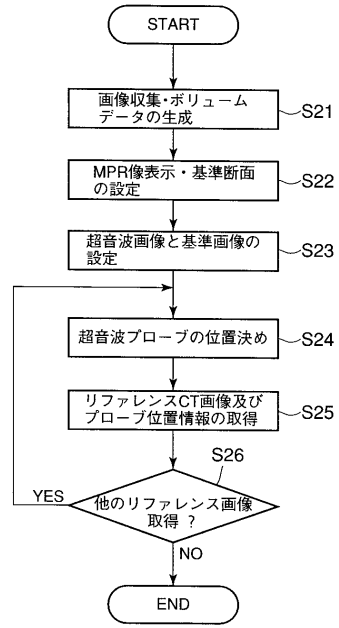 START
画像収集・ボリューム
データの生成
S21
MPR像表示・基準断面
の設定
S22
超音波画像と基準画像の
設定
S23
超音波プローブの位置決め
S24
リファレンスCT画像及び
プローブ位置情報の取得
S25
S26
他のリファレンス画像
取得 ?
YES
NO
END